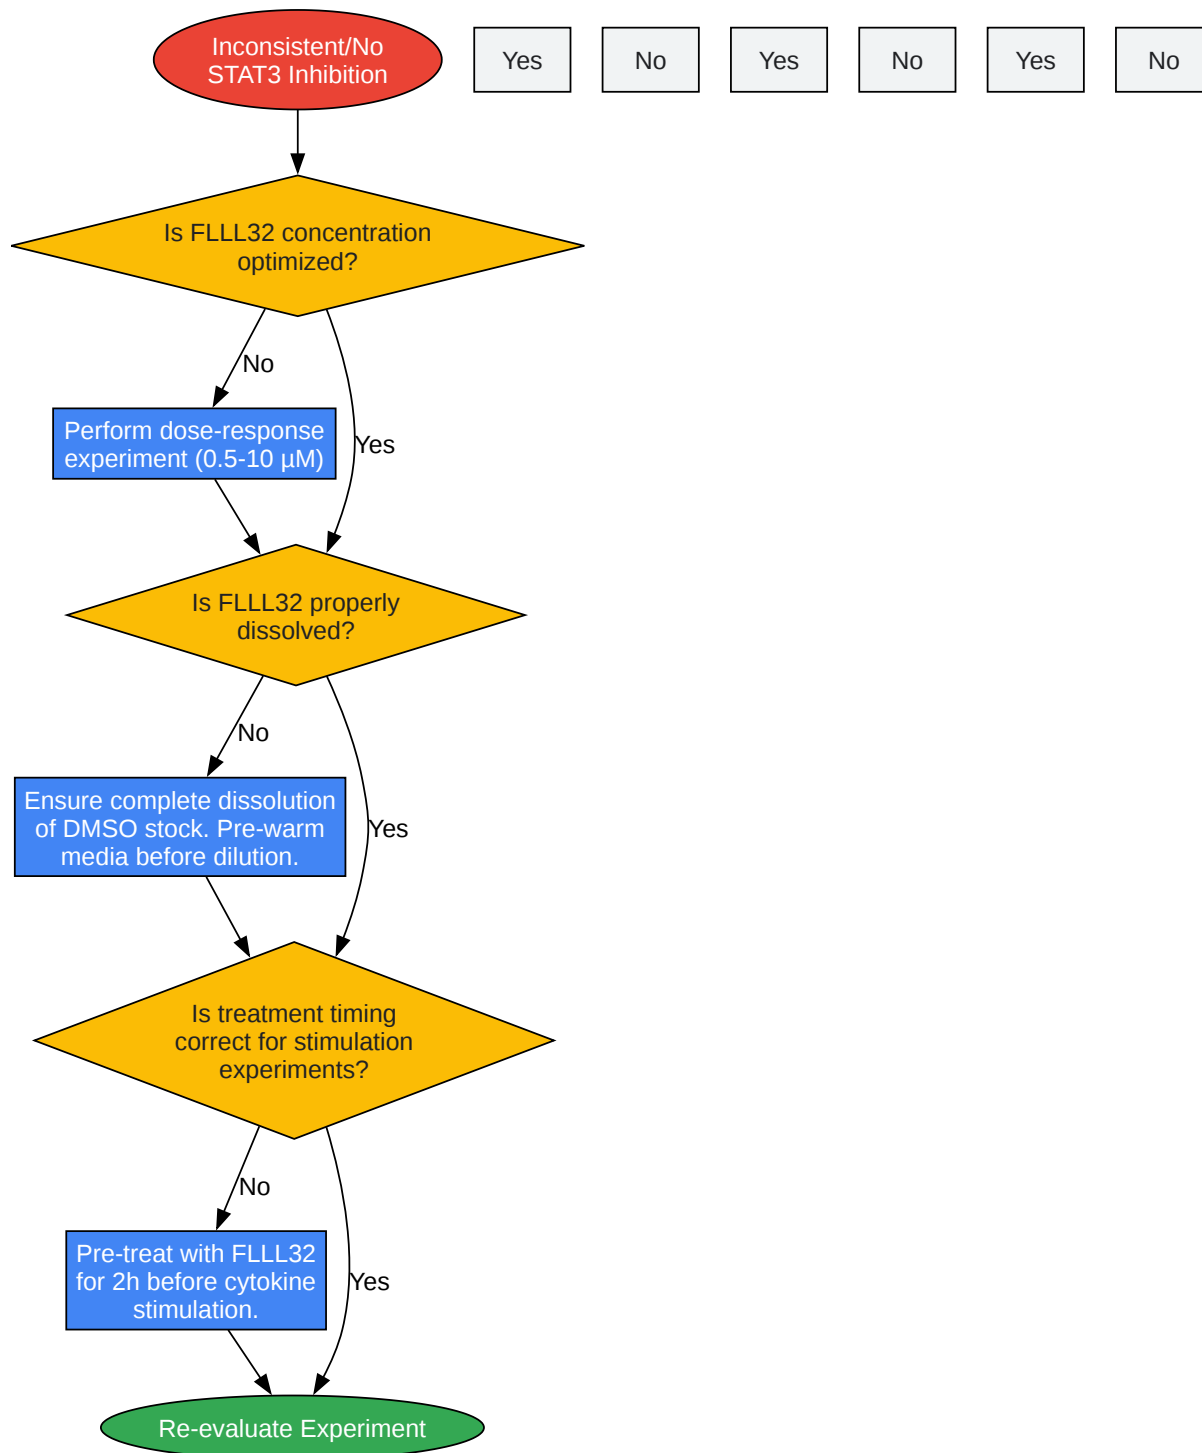 Inconsistent/No
STAT3 Inhibition
Yes
No
Yes
No
Yes
No
Is FLLL32 concentration
optimized?
No
Perform dose-response
experiment (0.5-10 µM)
Yes
Is FLLL32 properly
dissolved?
No
Ensure complete dissolution
of DMSO stock. Pre-warm
media before dilution.
Yes
Is treatment timing
correct for stimulation
experiments?
No
Pre-treat with FLLL32
for 2h before cytokine
stimulation.
Yes
Re-evaluate Experiment